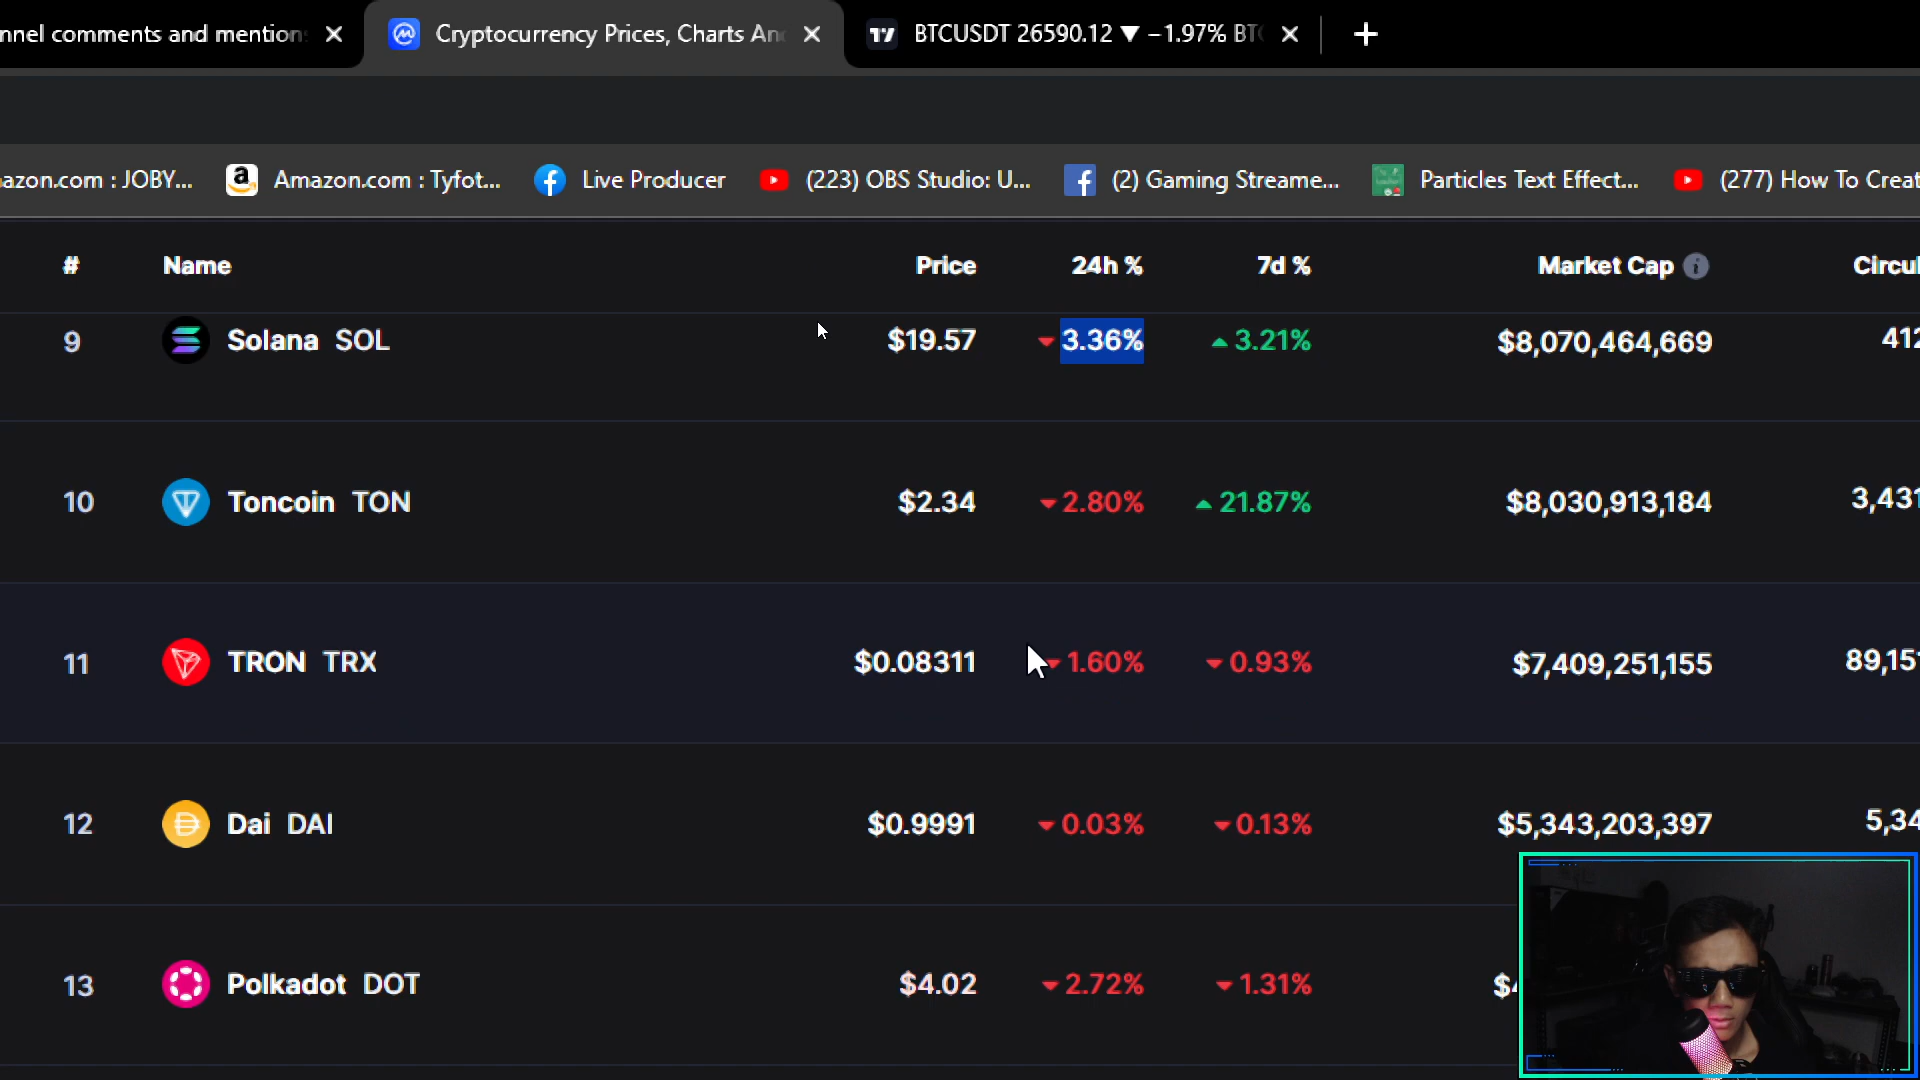 nnel comments and mention
Cryptocurrency Prices, Charts And
BTCUSDT 26590.12 ▼ −1.97% BTC
azon.com : JOBY...
Amazon.com : Tyfot...
Live Producer
(223) OBS Studio: U...
(2) Gaming Streame...
Particles Text Effect...
(277) How To Creat
# Name Price 24h % 7d % Market Cap Circul
9 Solana SOL $19.57 3.36% 3.21% $8,070,464,669 412
10 Toncoin TON $2.34 2.80% 21.87% $8,030,913,184 3,431
11 TRON TRX $0.08311 1.60% 0.93% $7,409,251,155 89,151
12 Dai DAI $0.9991 0.03% 0.13% $5,343,203,397 5,34
13 Polkadot DOT $4.02 2.72% 1.31% $4